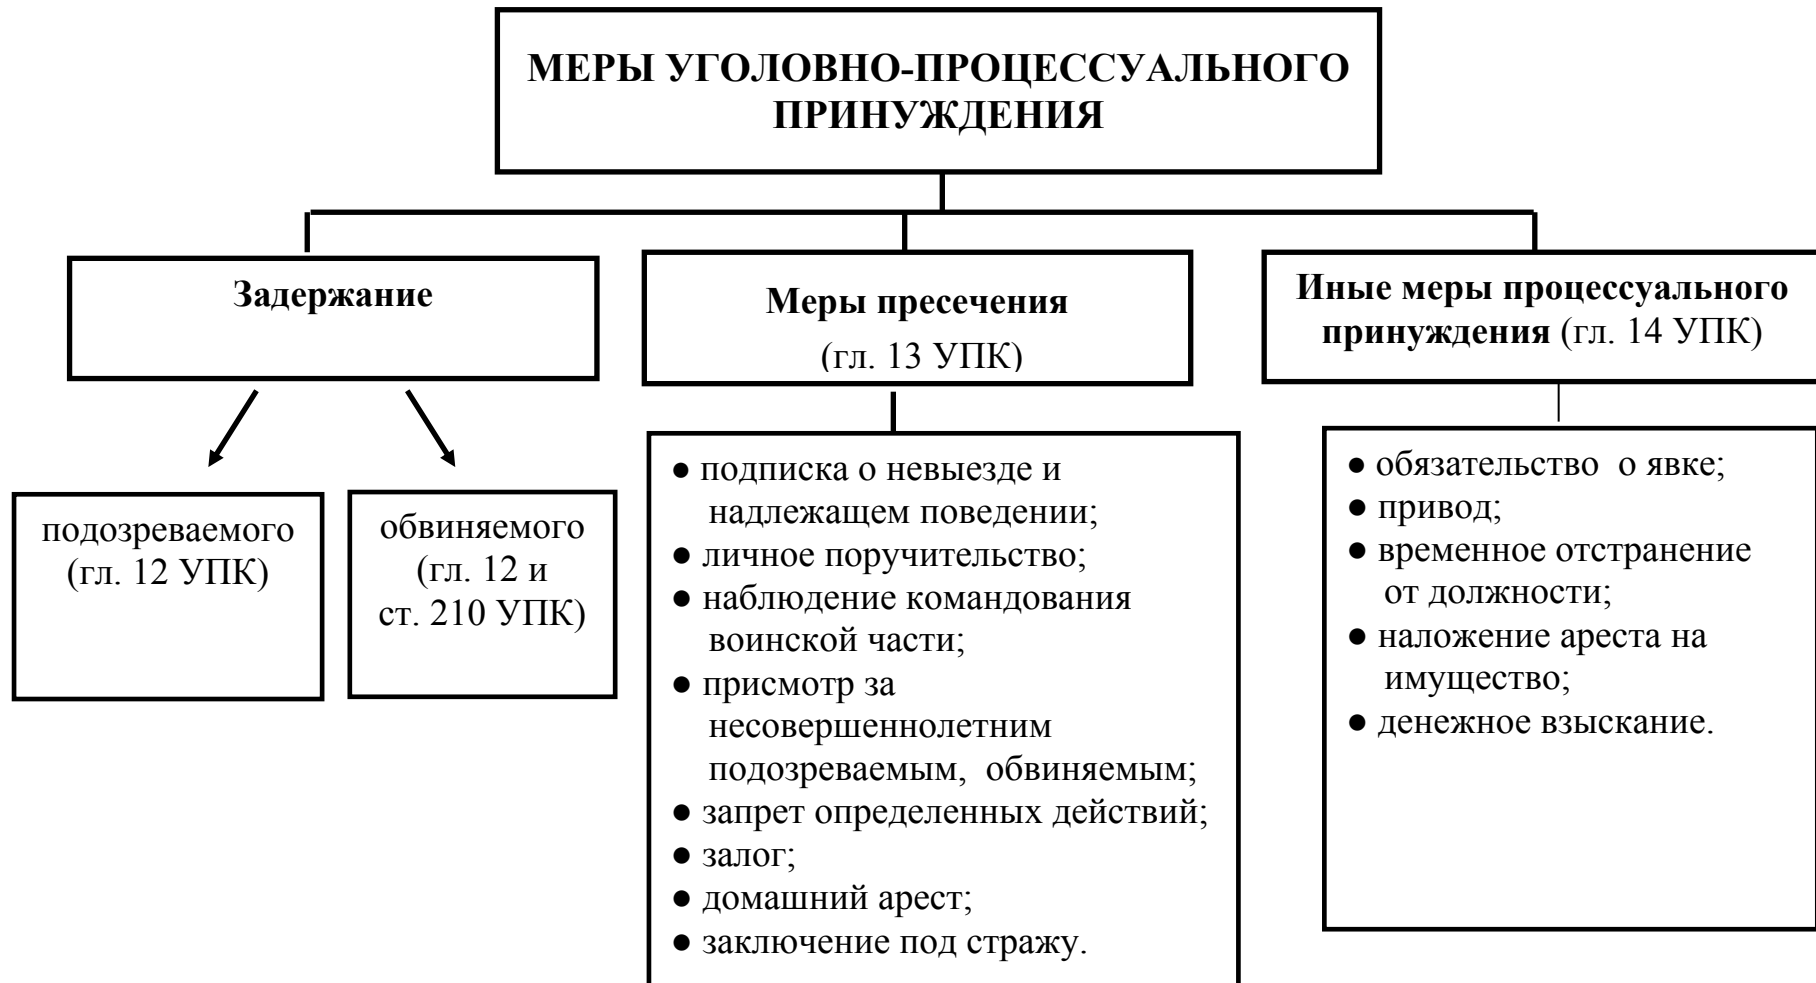 МЕРЫ УГОЛОВНО-ПРОЦЕССУАЛЬНОГО
ПРИНУЖДЕНИЯ
Задержание
подозреваемого
(гл. 12 УПК)
обвиняемого
(гл. 12 и
ст. 210 УПК)
Меры пресечения
(гл. 13 УПК)
● подписка о невыезде и
надлежащем поведении;
● личное поручительство;
● наблюдение командования
воинской части;
● присмотр за
несовершеннолетним
подозреваемым, обвиняемым;
● запрет определенных действий;
● залог;
● домашний арест;
● заключение под стражу.
Иные меры процессуального
принуждения (гл. 14 УПК)
● обязательство о явке;
● привод;
● временное отстранение
от должности;
● наложение ареста на
имущество;
● денежное взыскание.